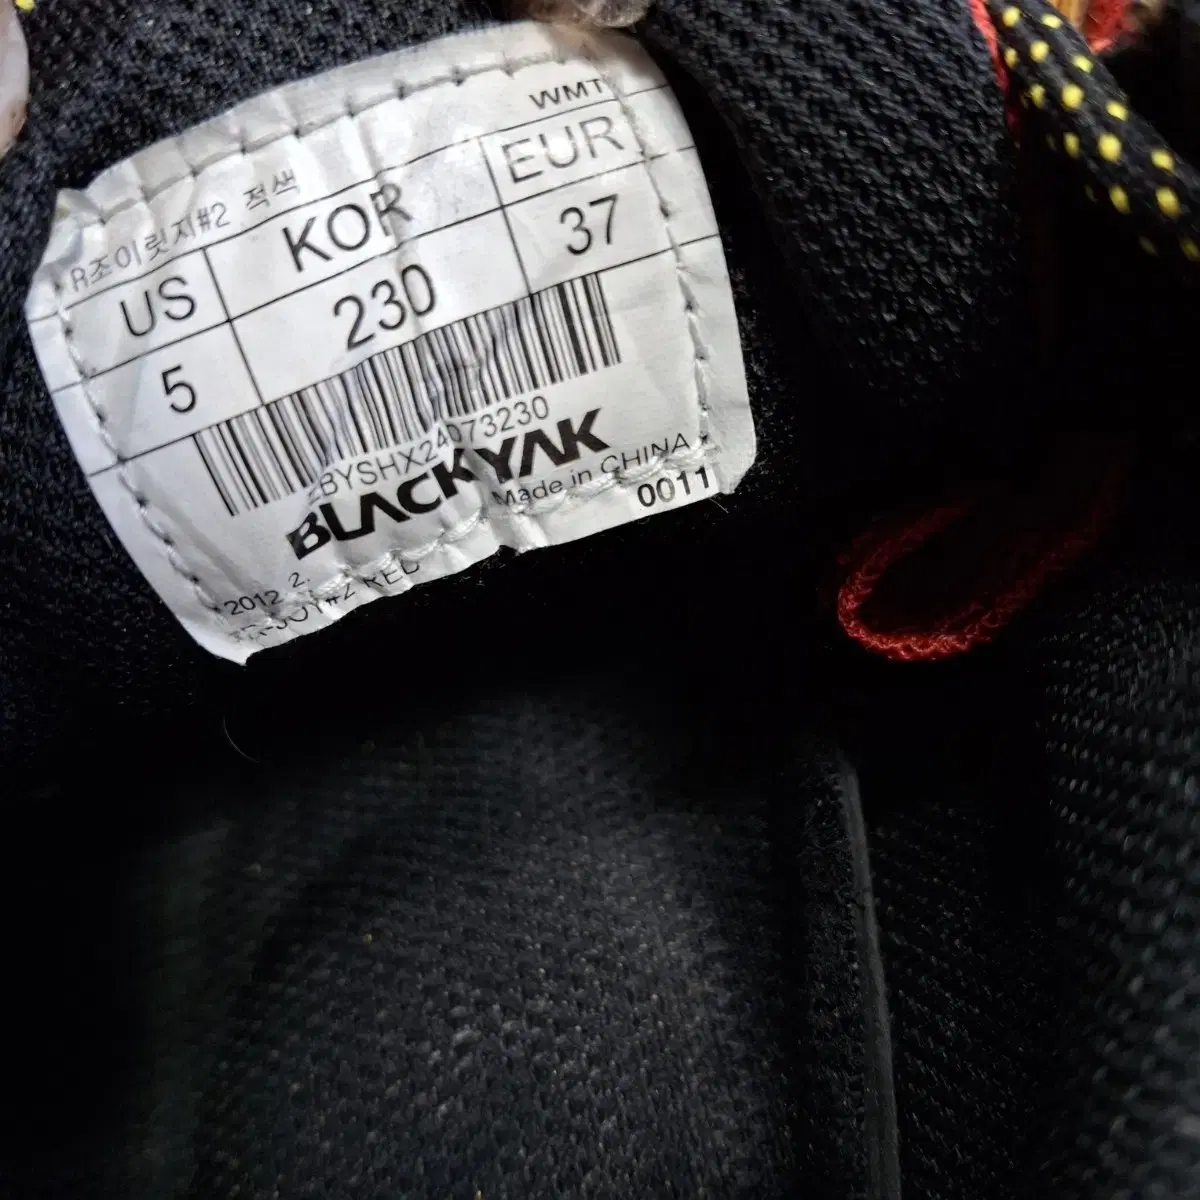 WMT
R조이릿지#2 적색
US KOR EUR
5 230 37
BYSHX24073230
BLACKYAK
Made in CHINA
0011
2012. 2.
RED